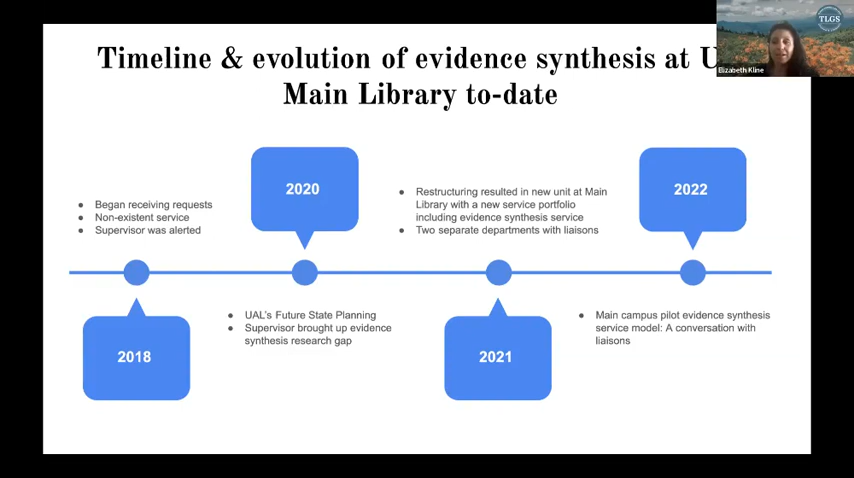 Timeline & evolution of evidence synthesis at U
Main Library to-date
TLGS
Elizabeth Kline
Began receiving requests
Non-existent service
Supervisor was alerted
2018
2020
UAL's Future State Planning
Supervisor brought up evidence
synthesis research gap
Restructuring resulted in new unit at Main
Library with a new service portfolio
including evidence synthesis service
Two separate departments with liaisons
2021
2022
Main campus pilot evidence synthesis
service model: A conversation with
liaisons